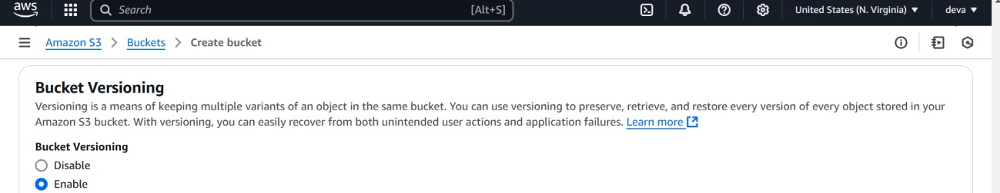 aws
Search [Alt+S] United States (N. Virginia) ▼ deva ▼
Amazon S3 > Buckets > Create bucket
Bucket Versioning
Versioning is a means of keeping multiple variants of an object in the same bucket. You can use versioning to preserve, retrieve, and restore every version of every object stored in your
Amazon S3 bucket. With versioning, you can easily recover from both unintended user actions and application failures. Learn more
Bucket Versioning
Disable
Enable